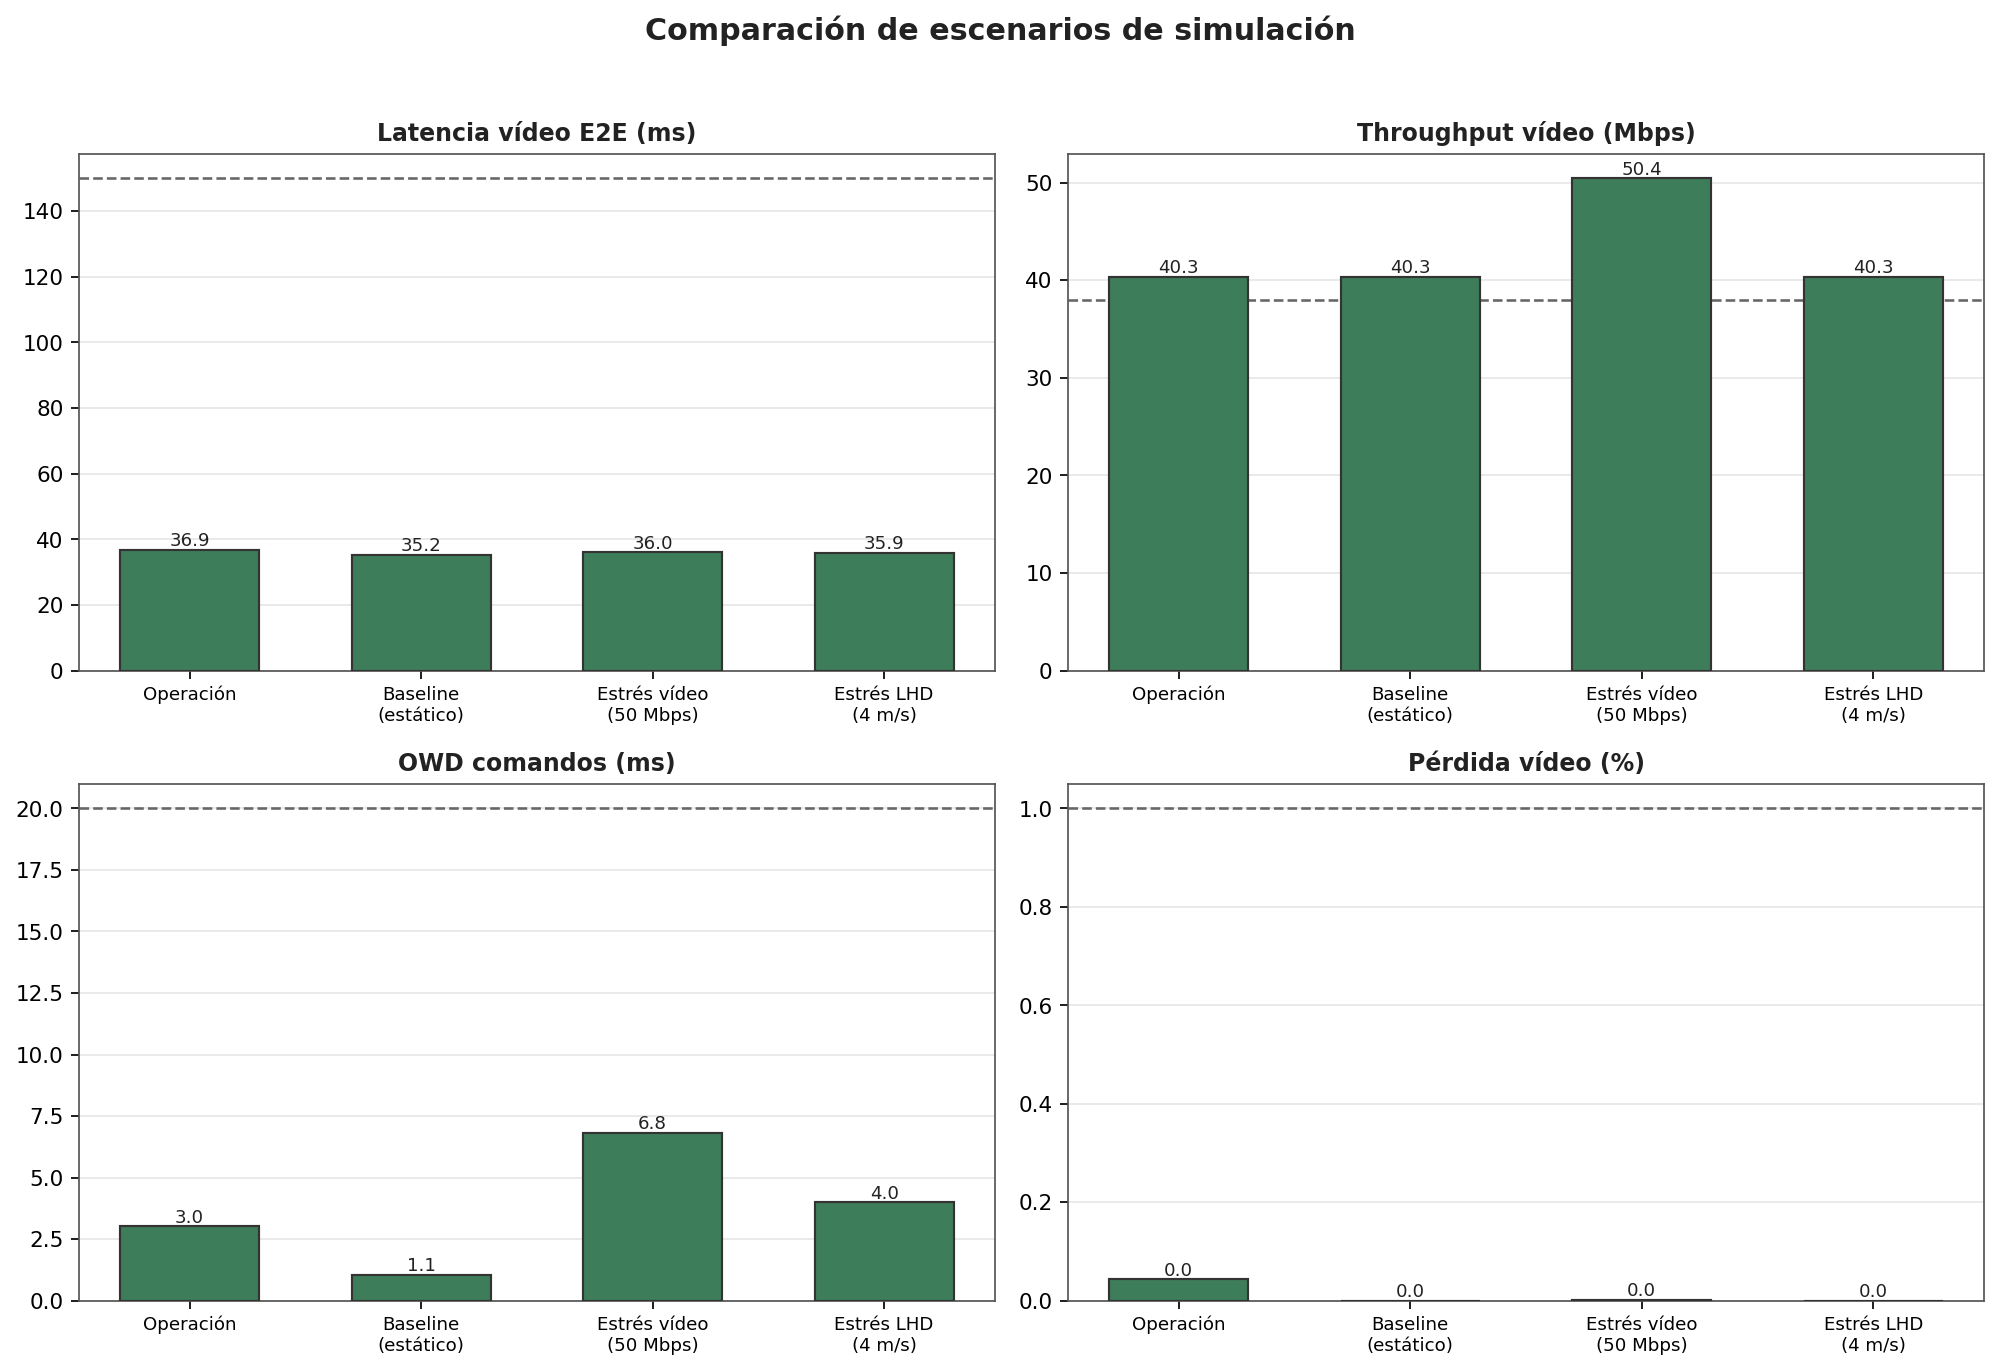 Comparación de escenarios de simulación
Latencia vídeo E2E (ms)
140
120
100
80
60
40
20
0
36.9
35.2
36.0
35.9
Operación
Baseline
(estático)
Estrés vídeo
(50 Mbps)
Estrés LHD
(4 m/s)
Throughput vídeo (Mbps)
50
40
30
20
10
0
40.3
40.3
50.4
40.3
Operación
Baseline
(estático)
Estrés vídeo
(50 Mbps)
Estrés LHD
(4 m/s)
OWD comandos (ms)
20.0
17.5
15.0
12.5
10.0
7.5
5.0
2.5
0.0
3.0
1.1
6.8
4.0
Operación
Baseline
(estático)
Estrés vídeo
(50 Mbps)
Estrés LHD
(4 m/s)
Pérdida vídeo (%)
1.0
0.8
0.6
0.4
0.2
0.0
0.0
0.0
0.0
0.0
Operación
Baseline
(estático)
Estrés vídeo
(50 Mbps)
Estrés LHD
(4 m/s)